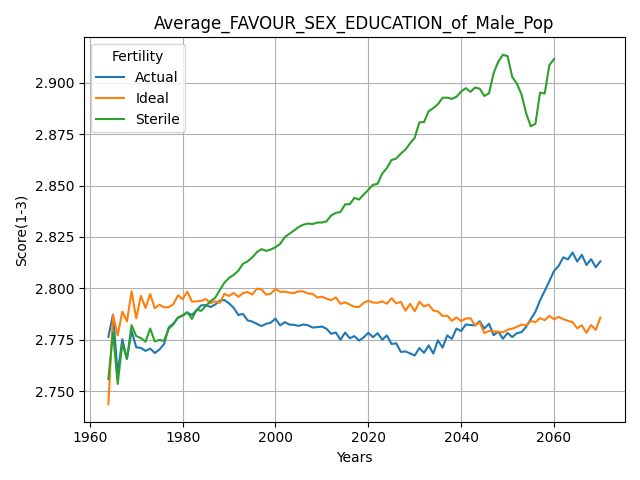 Average_FAVOUR_SEX_EDUCATION_of_Male_Pop
Fertility
Actual
Ideal
Sterile
Score(1-3)
2.900
2.875
2.850
2.825
2.800
2.775
2.750
1960 1980 2000 2020 2040 2060
Years